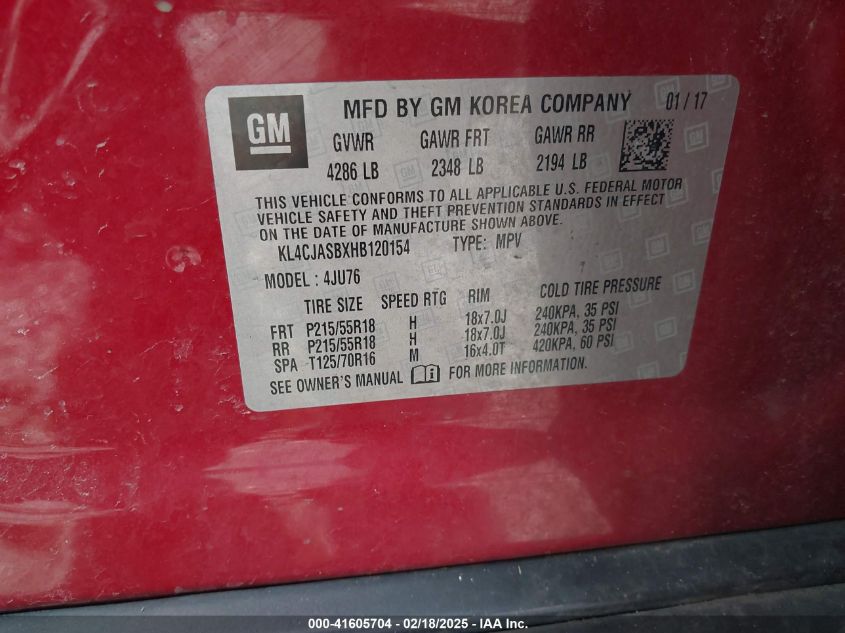 GM
MFD BY GM KOREA COMPANY 01/17
GVWR GAWR FRT GAWR RR
4286 LB 2348 LB 2194 LB
THIS VEHICLE CONFORMS TO ALL APPLICABLE U.S. FEDERAL MOTOR
VEHICLE SAFETY AND THEFT PREVENTION STANDARDS IN EFFECT
ON THE DATE OF MANUFACTURE SHOWN ABOVE.
KL4CJASBXHB120154 TYPE: MPV
MODEL : 4JU76
TIRE SIZE SPEED RTG RIM COLD TIRE PRESSURE
FRT P215/55R18 H 18x7.0J 240KPA, 35 PSI
RR P215/55R18 H 18x7.0J 240KPA, 35 PSI
SPA T125/70R16 M 16x4.0T 420KPA, 60 PSI
SEE OWNER'S MANUAL FOR MORE INFORMATION.
000-41605704 - 02/18/2025 - IAA Inc.